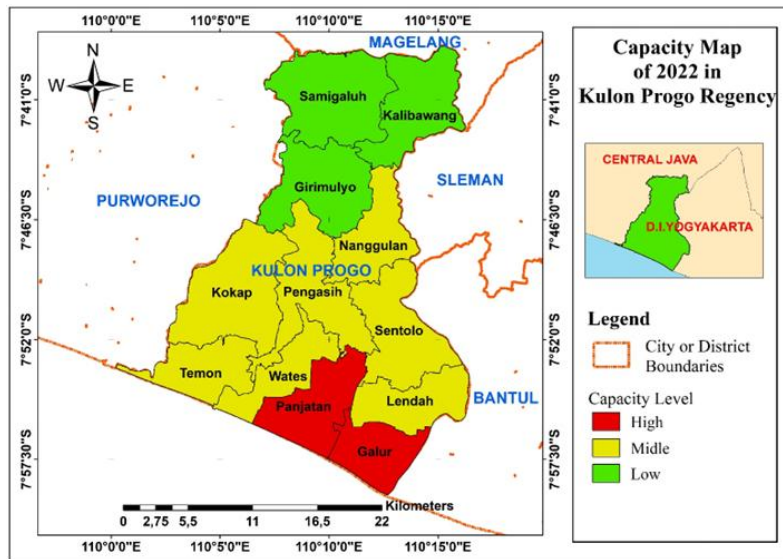 110°0'0"E 110°5'0"E 110°10'0"E 110°15'0"E
MAGELANG
N
W E
S
7°41'0"S
7°41'0"S
Samigaluh
Kalibawang
Girimulyo
PURWOREJO
SLEMAN
7°46'30"S
7°46'30"S
Nanggulan
KULON PROGO
Kokap
Pengasih
Sentolo
7°52'0"S
7°52'0"S
Temon
Wates
Panjatan
Lendah
BANTUL
Galur
7°57'30"S
7°57'30"S
Kilometers
0 2,75 5,5 11 16,5 22
110°0'0"E 110°5'0"E 110°10'0"E 110°15'0"E
Capacity Map
of 2022 in
Kulon Progo Regency
CENTRAL JAVA
D.I.YOGYAKARTA
Legend
City or District
Boundaries
Capacity Level
High
Midle
Low